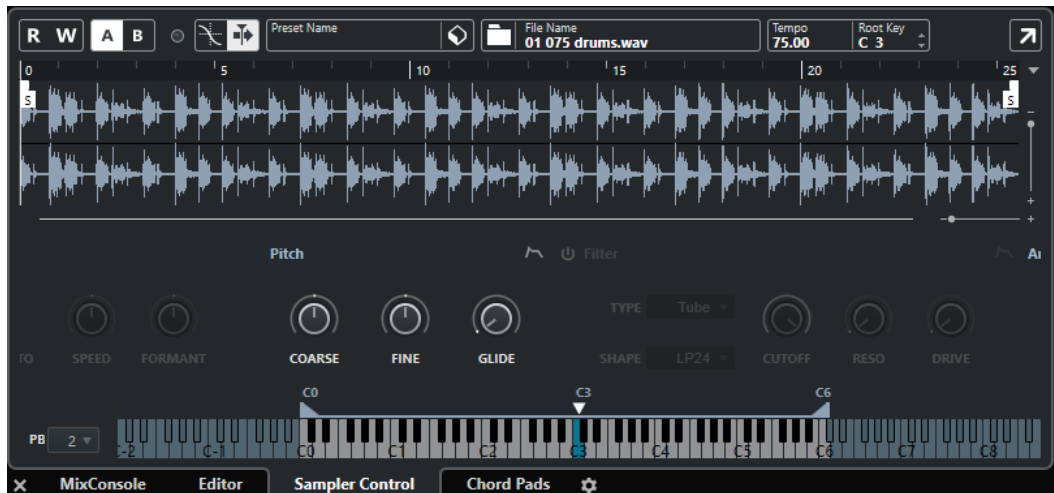 R W A B Preset Name File Name Tempo Root Key
01 075 drums.wav 75.00 C 3
0 5 10 15 20 25
S
S
Pitch Filter
TYPE Tube
SPEED FORMANT COARSE FINE GLIDE SHAPE LP24 CUTOFF RESO DRIVE
C0 C3 C6
PB 2
-2 C-1 C0 C1 C2 C3 C4 C5 C6 C7 C8
MixConsole Editor Sampler Control Chord Pads